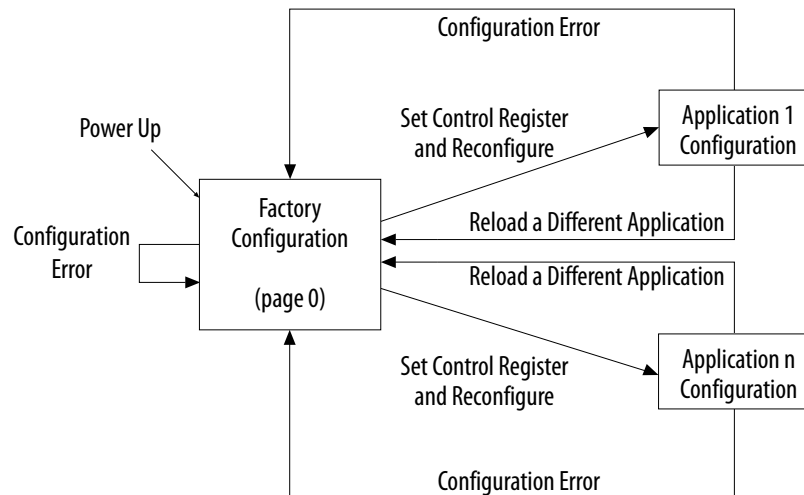 Configuration Error
Application 1
Configuration
Set Control Register
and Reconfigure
Power Up
Factory
Configuration
(page 0)
Reload a Different Application
Configuration
Error
Reload a Different Application
Application n
Configuration
Set Control Register
and Reconfigure
Configuration Error